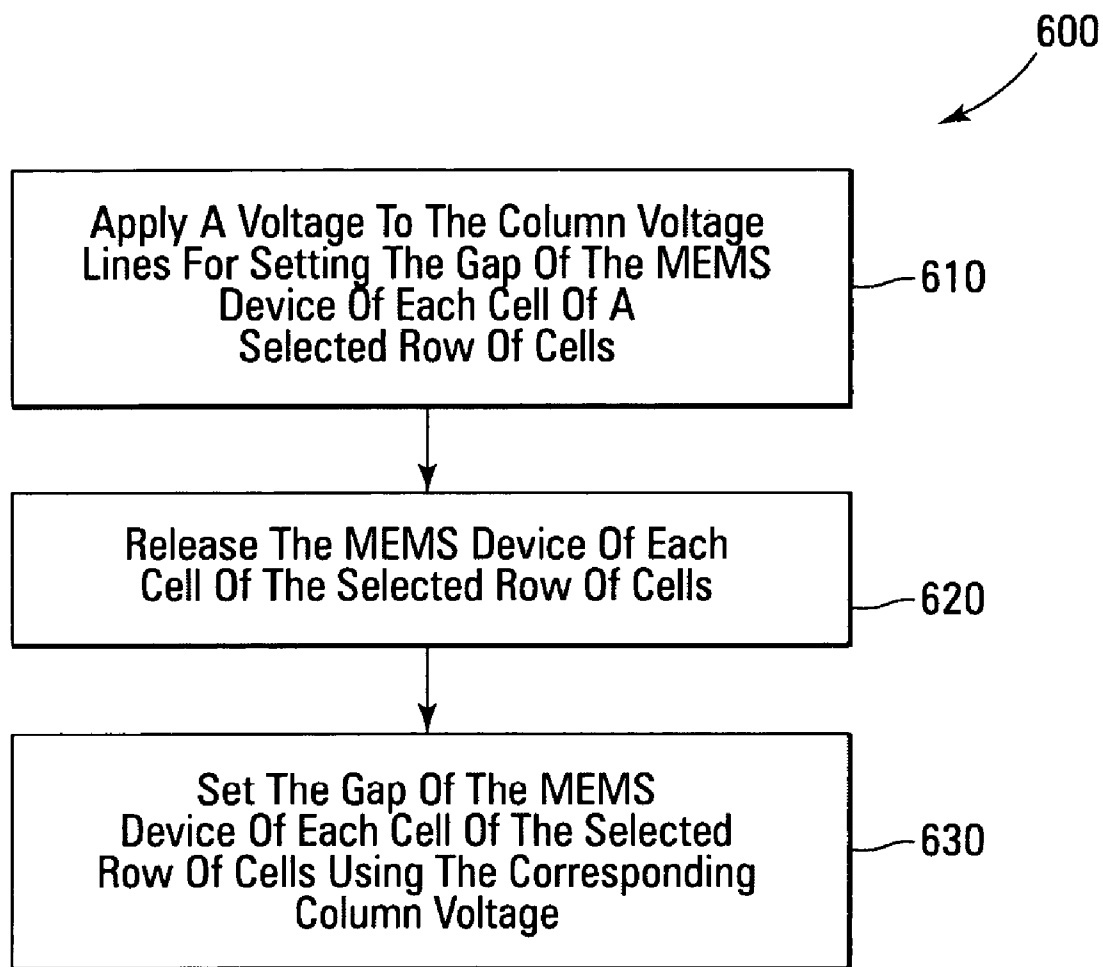 600
Apply A Voltage To The Column Voltage
Lines For Setting The Gap Of The MEMS
Device Of Each Cell Of A
Selected Row Of Cells
610
Release The MEMS Device Of Each
Cell Of The Selected Row Of Cells
620
Set The Gap Of The MEMS
Device Of Each Cell Of The Selected
Row Of Cells Using The Corresponding
Column Voltage
630